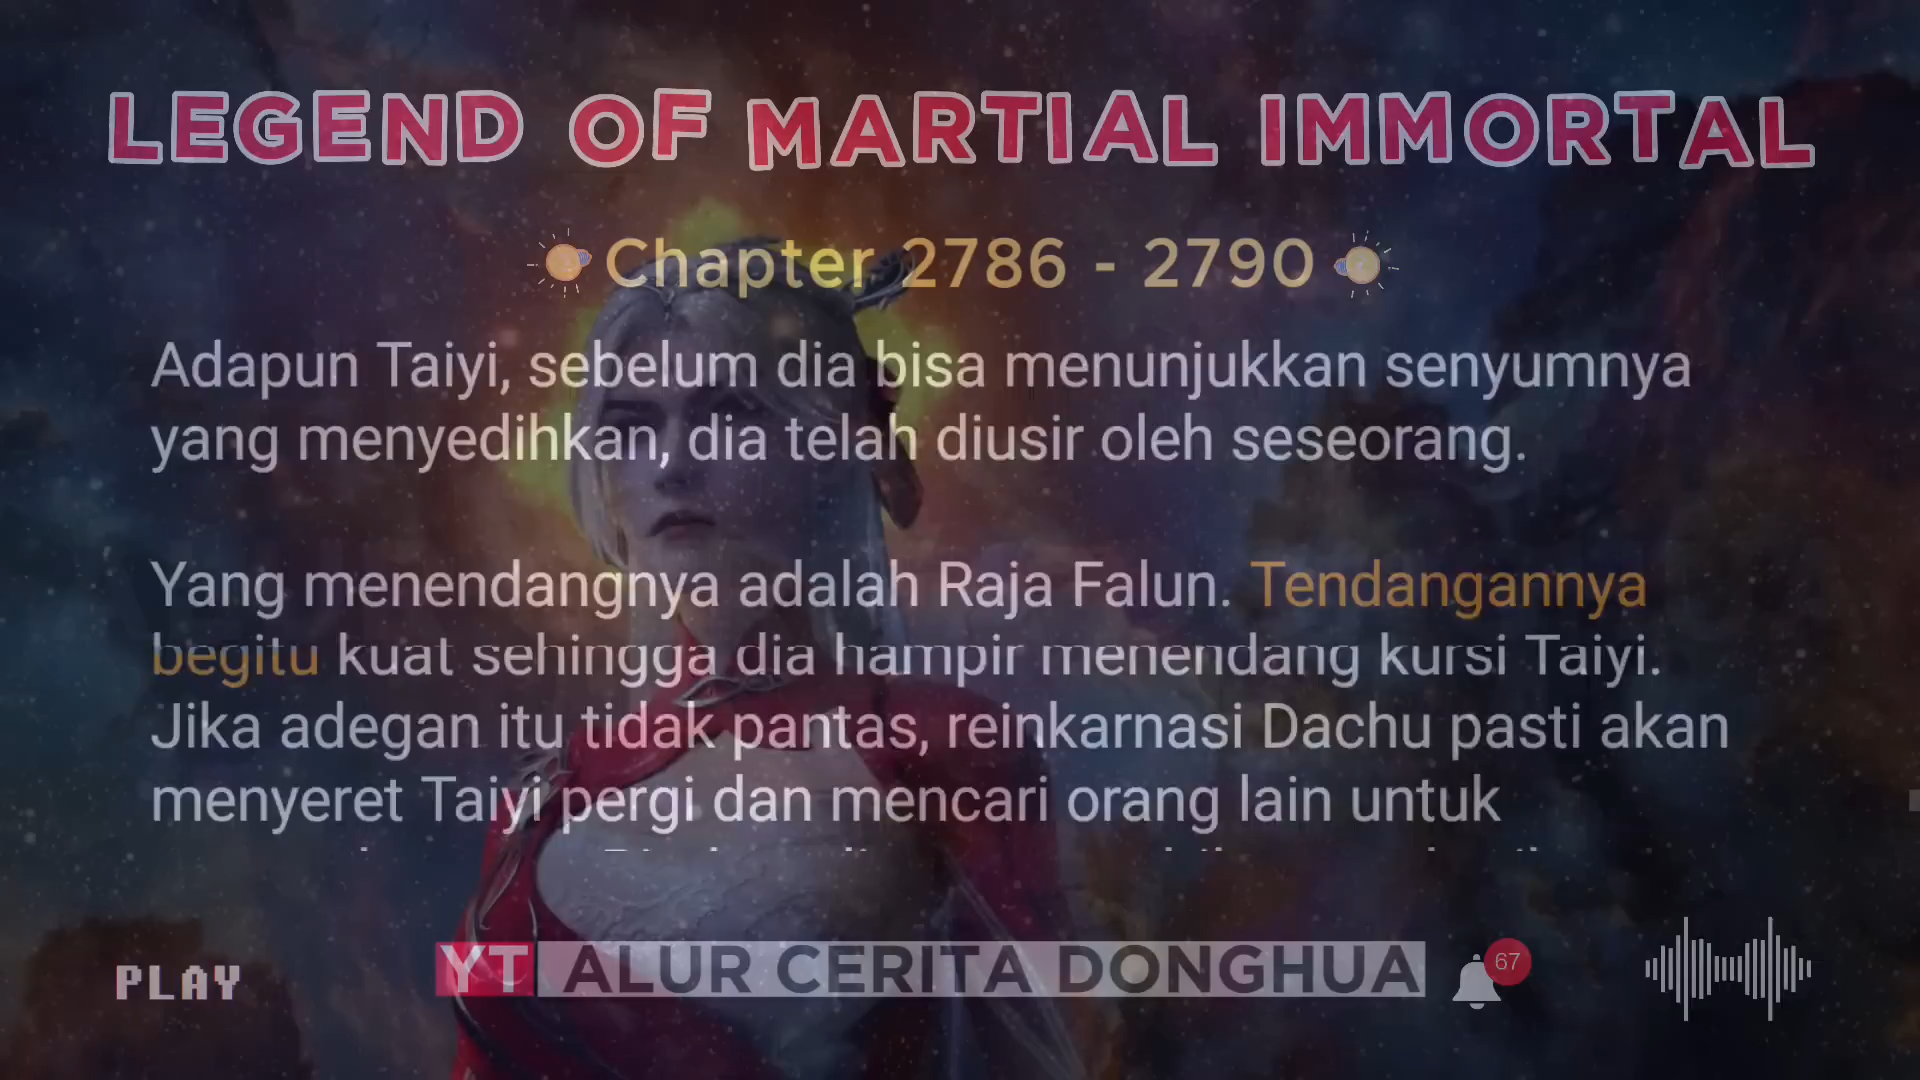 LEGEND OF MARTIAL IMMORTAL
Chapter 2786 - 2790
Adapun Taiyi, sebelum dia bisa menunjukkan senyumnya
yang menyedihkan, dia telah diusir oleh seseorang.
Yang menendangnya adalah Raja Falun. Tendangannya
begitu kuat sehingga dia hampir menendang kursi Taiyi.
Jika adegan itu tidak pantas, reinkarnasi Dachu pasti akan
menyeret Taiyi pergi dan mencari orang lain untuk
PLAY
YT ALUR CERITA DONGHUA
67